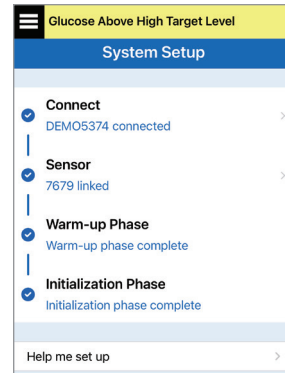 Glucose Above High Target Level
System Setup
Connect
DEMO5374 connected
Sensor
7679 linked
Warm-up Phase
Warm-up phase complete
Initialization Phase
Initialization phase complete
Help me set up